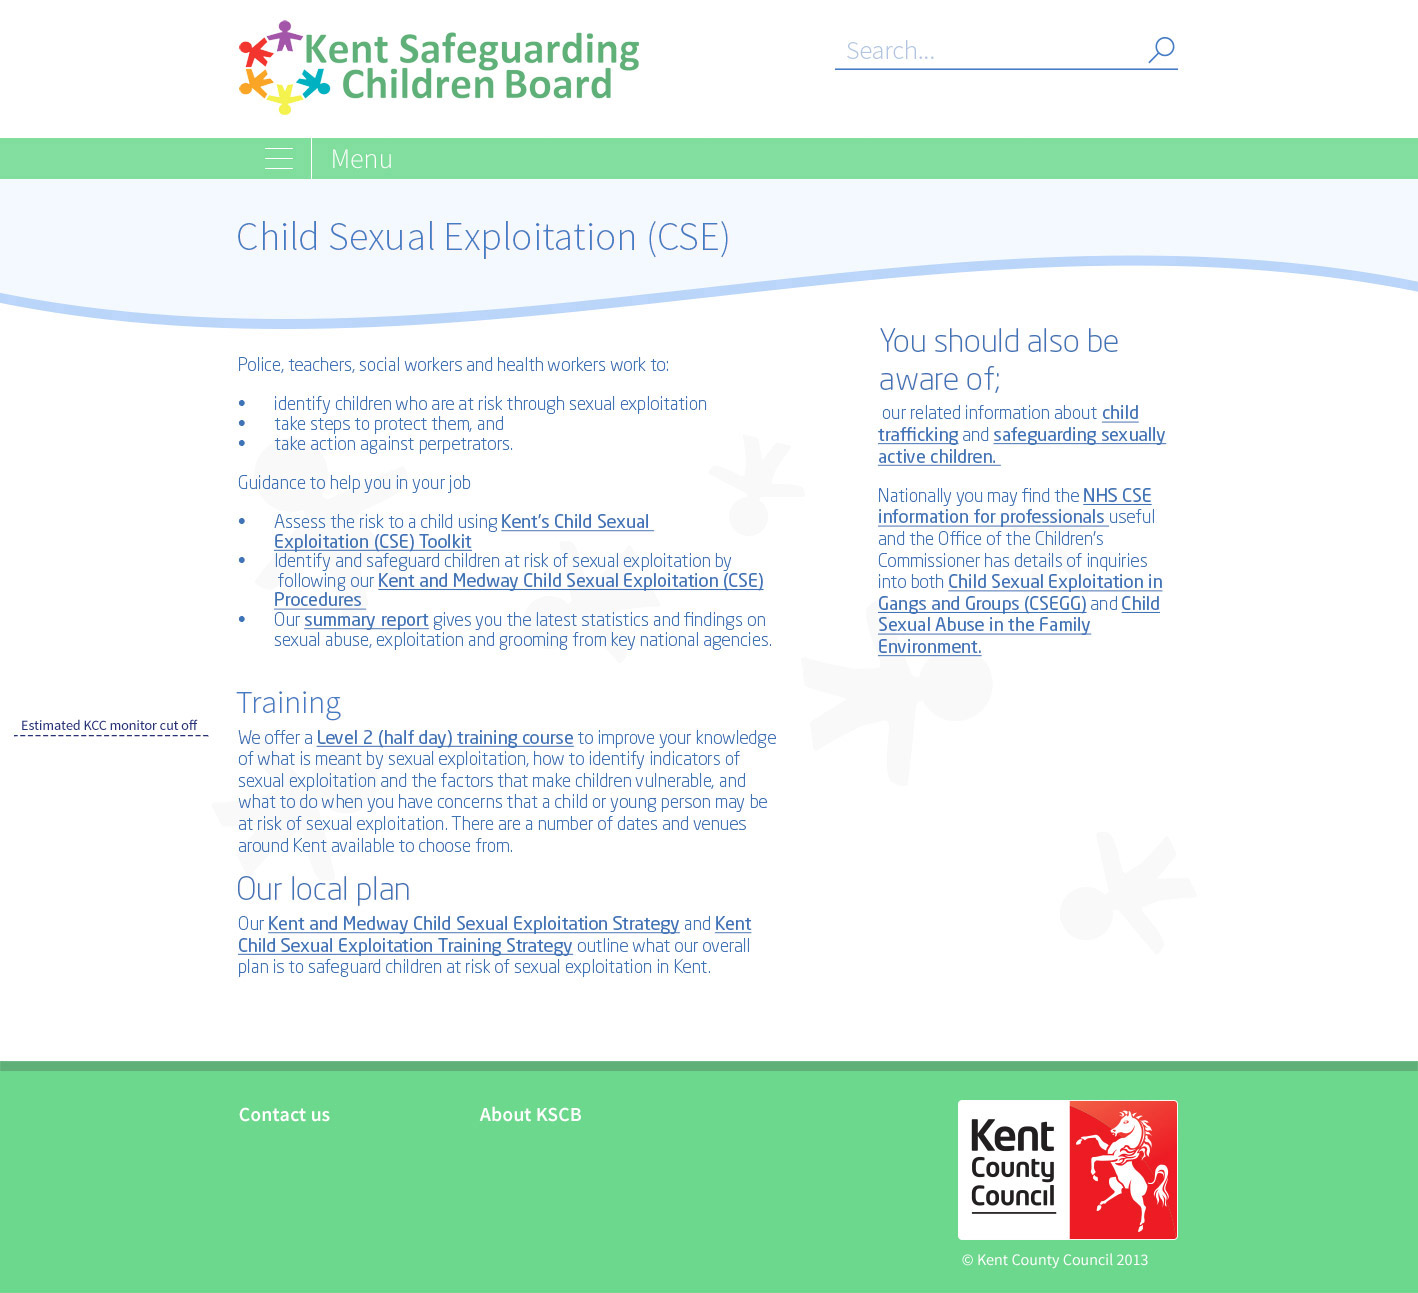 Kent Safeguarding
Children Board
Search...
Menu
Child Sexual Exploitation (CSE)
Police, teachers, social workers and health workers work to:
• identify children who are at risk through sexual exploitation
• take steps to protect them, and
• take action against perpetrators.
Guidance to help you in your job
• Assess the risk to a child using Kent's Child Sexual
Exploitation (CSE) Toolkit
• Identify and safeguard children at risk of sexual exploitation by
following our Kent and Medway Child Sexual Exploitation (CSE)
Procedures
• Our summary report gives you the latest statistics and findings on
sexual abuse, exploitation and grooming from key national agencies.
Training
We offer a Level 2 (half day) training course to improve your knowledge
of what is meant by sexual exploitation, how to identify indicators of
sexual exploitation and the factors that make children vulnerable, and
what to do when you have concerns that a child or young person may be
at risk of sexual exploitation. There are a number of dates and venues
around Kent available to choose from.
Our local plan
Our Kent and Medway Child Sexual Exploitation Strategy and Kent
Child Sexual Exploitation Training Strategy outline what our overall
plan is to safeguard children at risk of sexual exploitation in Kent.
You should also be
aware of;
our related information about child
trafficking and safeguarding sexually
active children.
Nationally you may find the NHS CSE
information for professionals useful
and the Office of the Children's
Commissioner has details of inquiries
into both Child Sexual Exploitation in
Gangs and Groups (CSEGG) and Child
Sexual Abuse in the Family
Environment.
Estimated KCC monitor cut off
Contact us
About KSCB
Kent
County
Council
© Kent County Council 2013